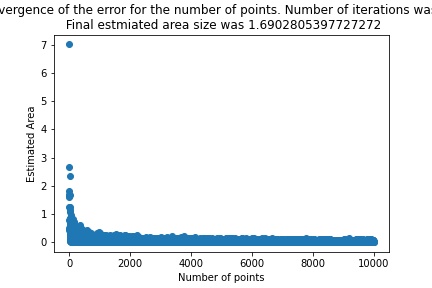 vergence of the error for the number of points. Number of iterations was
Final estmiated area size was 1.6902805397727272
7
6
5
4
3
2
1
0
Estimated Area
0 2000 4000 6000 8000 10000
Number of points